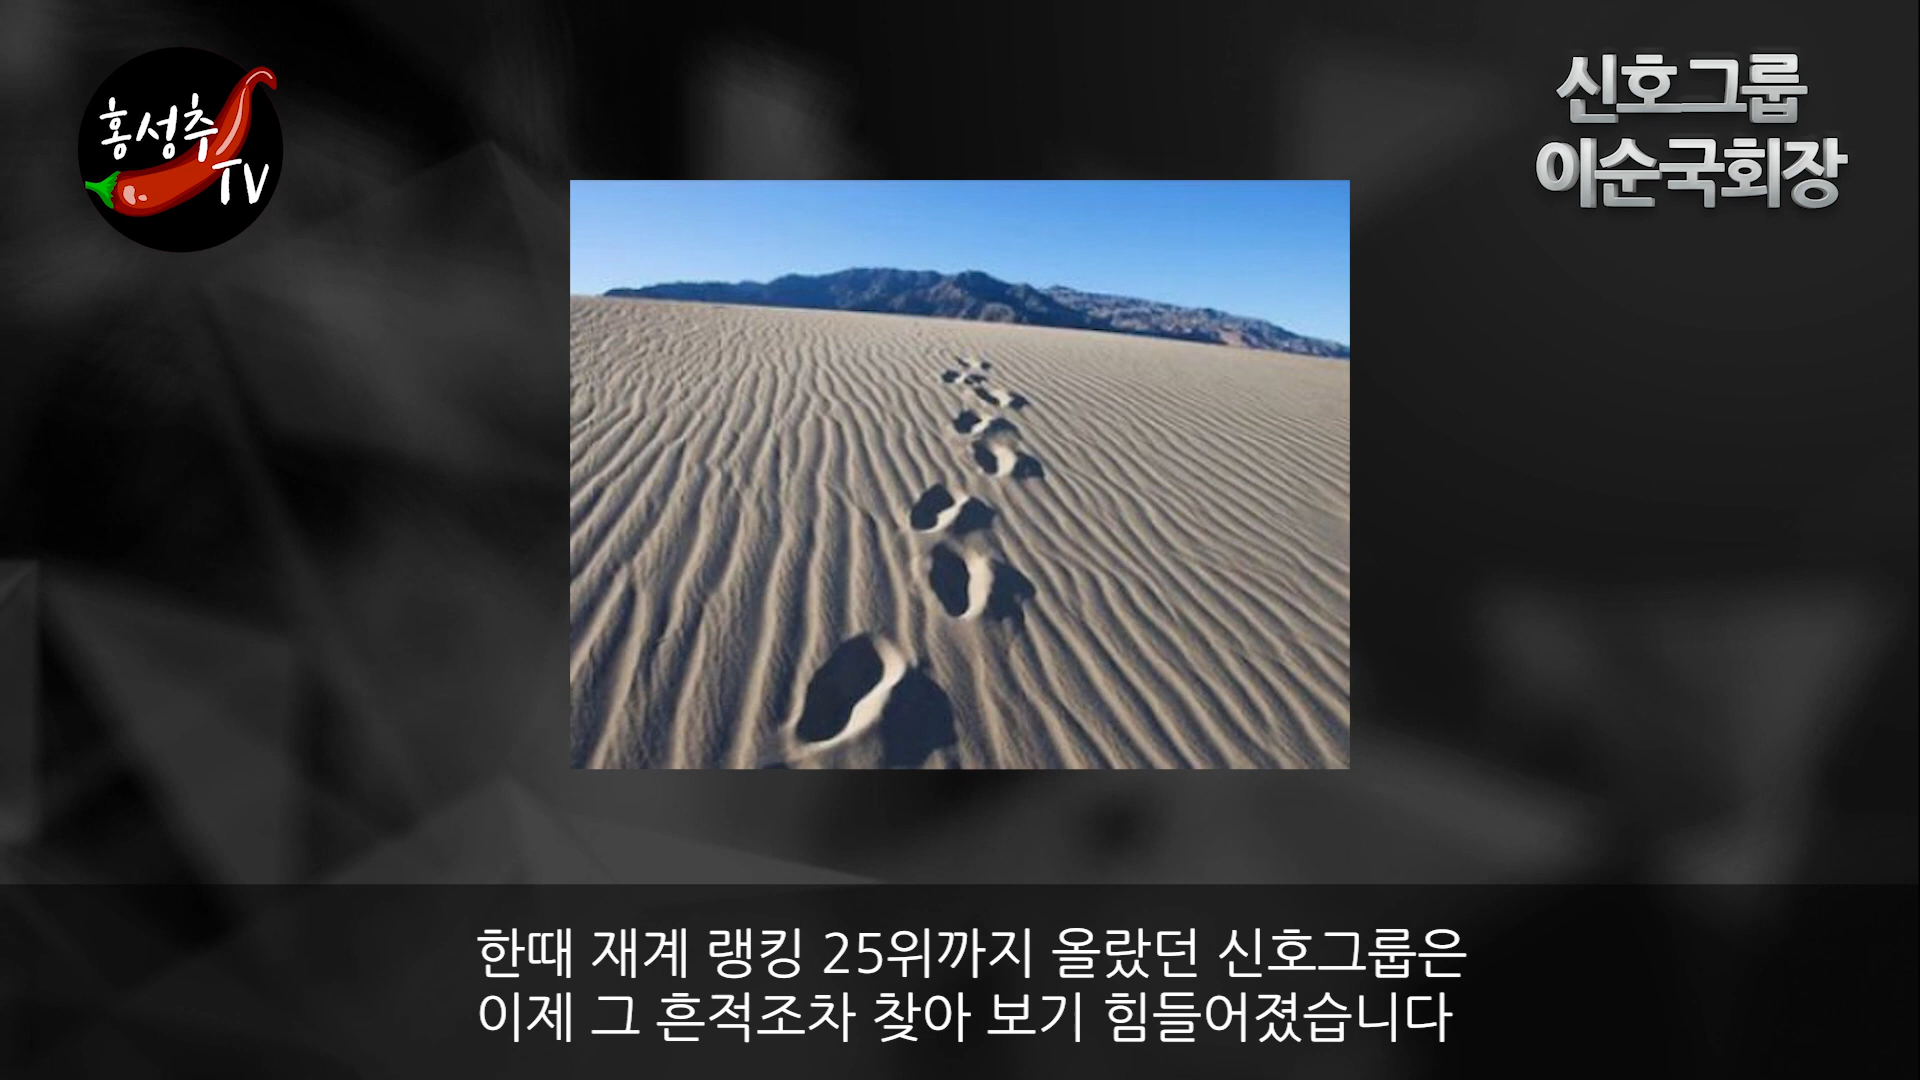 홍성추
TV
신호그룹
이순국회장
한때 재계 랭킹 25위까지 올랐던 신호그룹은
이제 그 흔적조차 찾아 보기 힘들어졌습니다